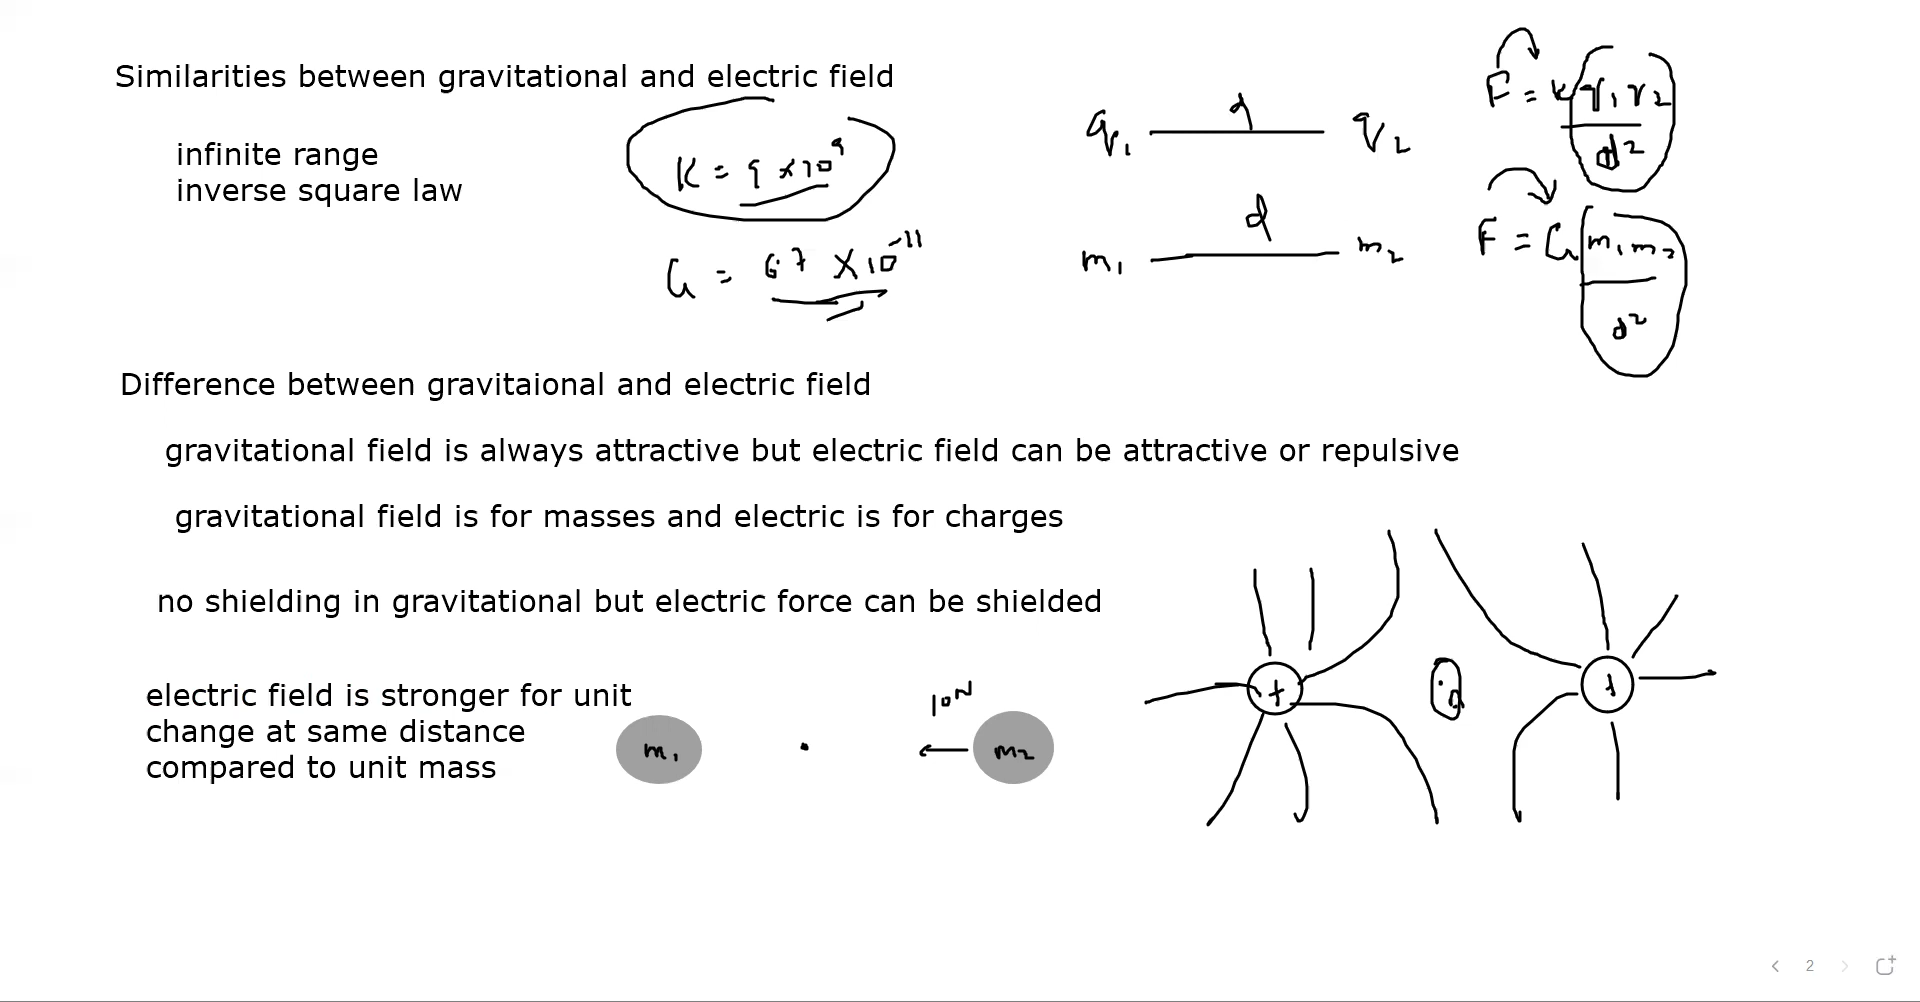 Similarities between gravitational and electric field
infinite range
inverse square law
K = 9 × 10⁹
G = 6.7 × 10⁻¹¹
q₁ d q₂
F = k q₁ q₂
d²
m₁ d m₂
F = G m₁ m₂
d²
Difference between gravitaional and electric field
gravitational field is always attractive but electric field can be attractive or repulsive
gravitational field is for masses and electric is for charges
no shielding in gravitational but electric force can be shielded
electric field is stronger for unit
change at same distance
compared to unit mass
m₁
10N
m₂
+
+
2